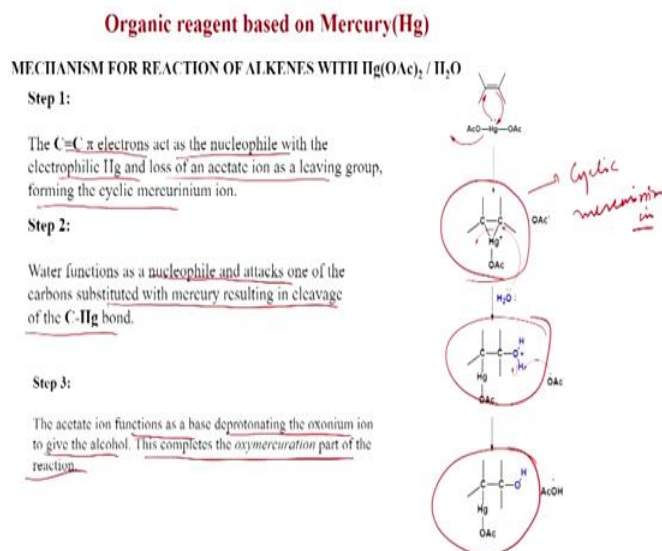 Organic reagent based on Mercury(Hg)
MECHANISM FOR REACTION OF ALKENES WITH Hg(OAc)₂ / H₂O
Step 1:
The C=C π electrons act as the nucleophile with the
electrophilic Hg and loss of an acetate ion as a leaving group,
forming the cyclic mercurinium ion.
Step 2:
Water functions as a nucleophile and attacks one of the
carbons substituted with mercury resulting in cleavage
of the C-Hg bond.
Step 3:
The acetate ion functions as a base deprotonating the oxonium ion
to give the alcohol. This completes the oxymercuration part of the
reaction.
AcO—Hg—OAc
Cyclic
C—C
OAc⁻
Hg⁺
OAc
H₂O:
H
C—C—O⁺
H
Hg
OAc
OAc
H
C—C—O
AcOH
Hg
OAc